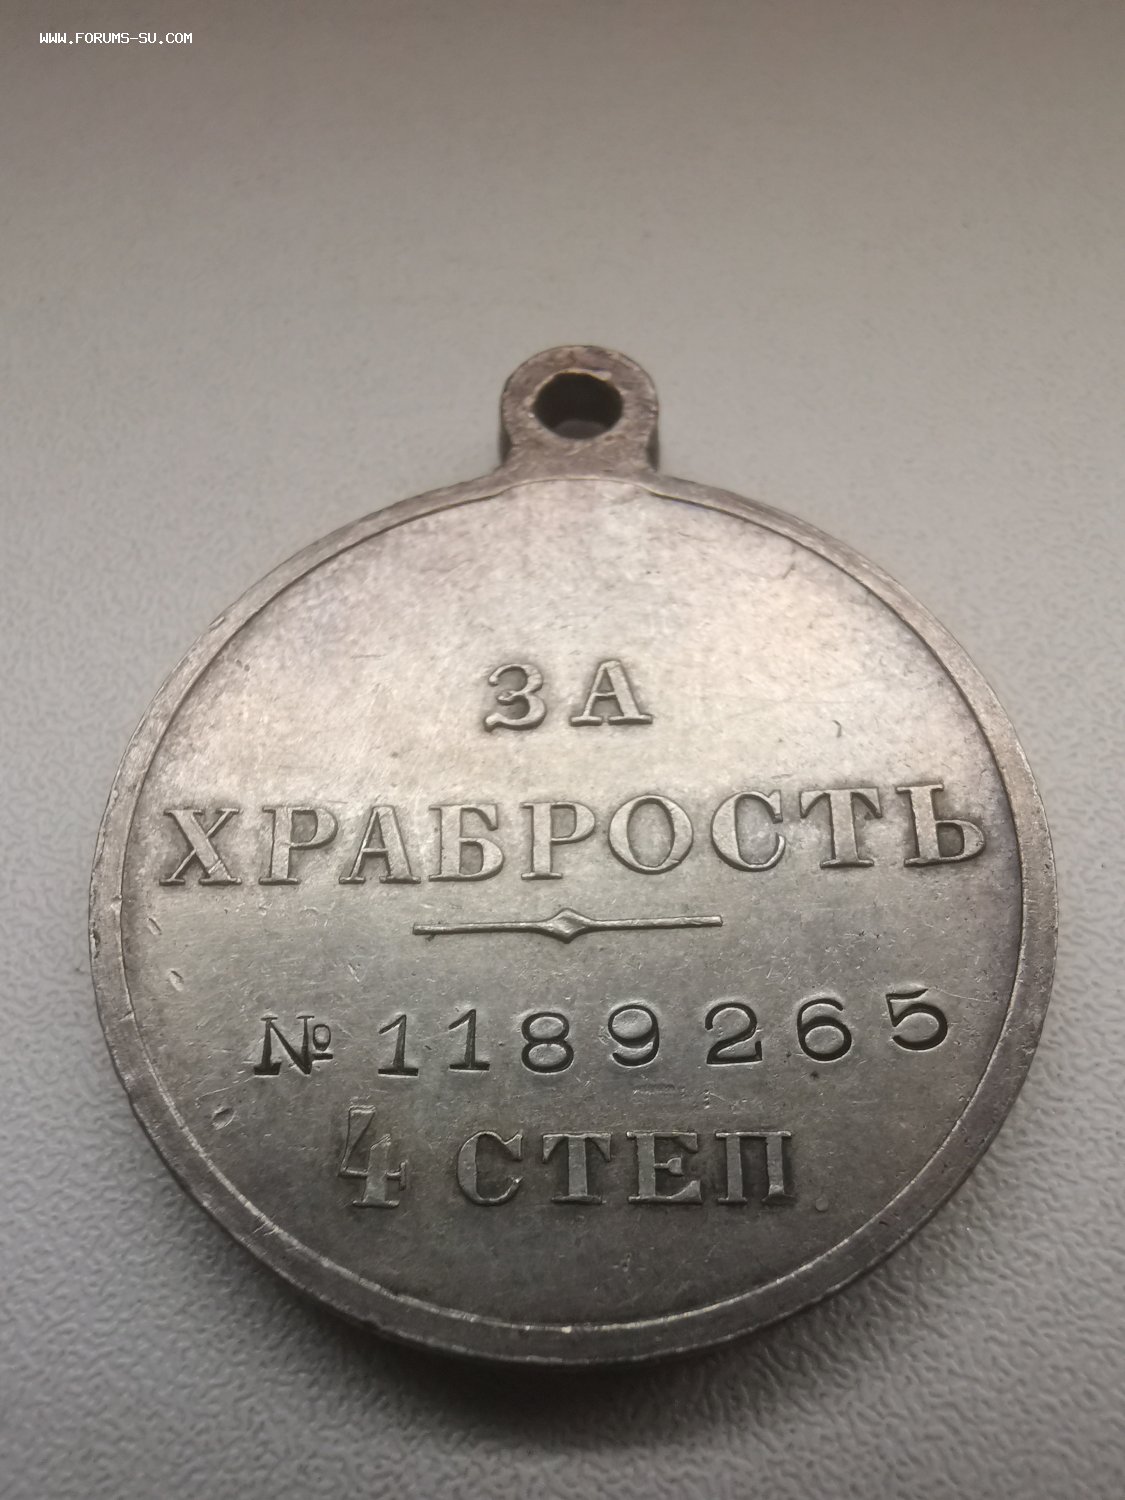 WWW.FORUMS-SU.COM
ЗА
ХРАБРОСТЬ
№ 1189265
4 СТЕП.